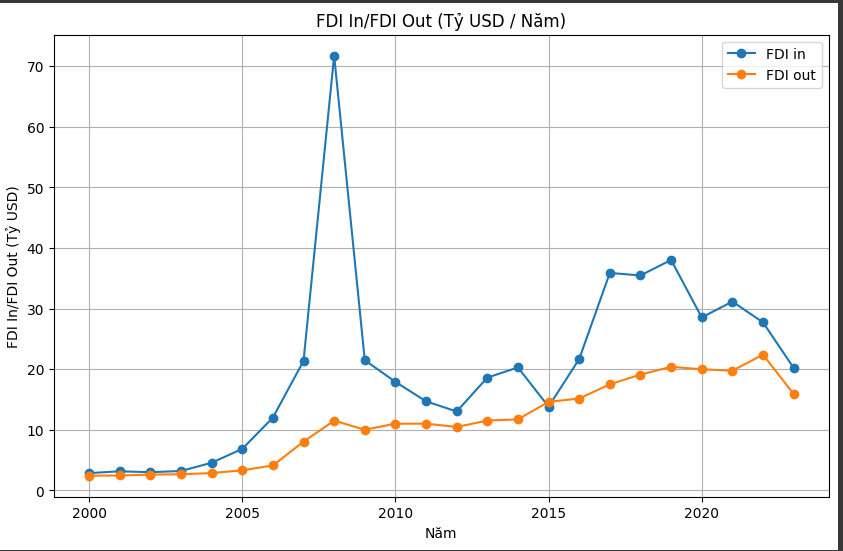 FDI In/FDI Out (Tỷ USD / Năm)
FDI in
FDI out
FDI In/FDI Out (Tỷ USD)
70
60
50
40
30
20
10
0
2000
2005
2010
2015
2020
Năm